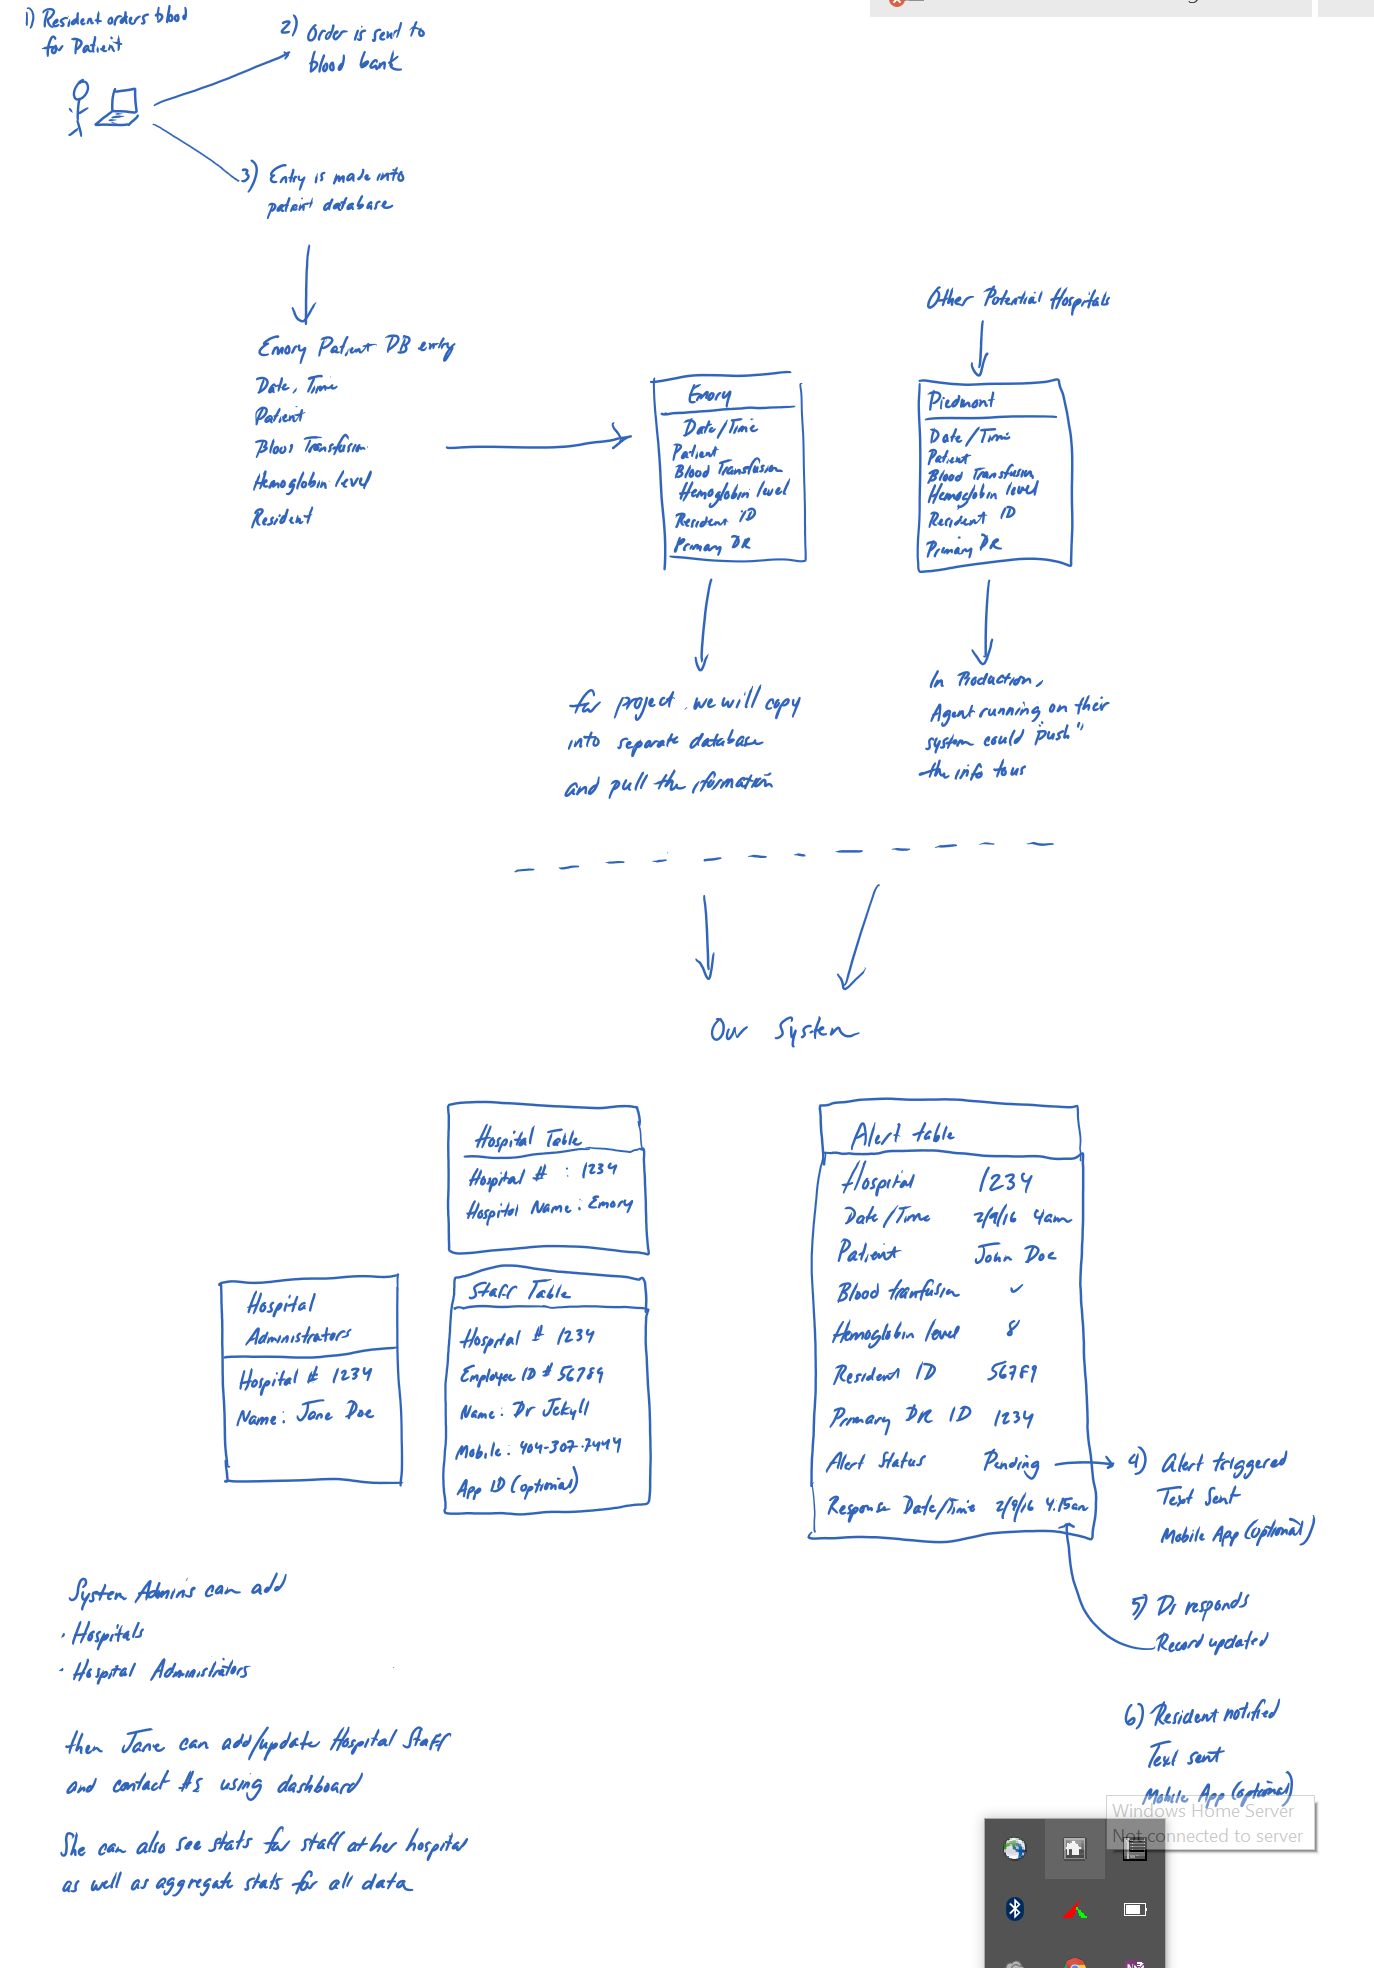 1) Resident orders blood
for Patient
2) Order is sent to
blood bank
3) Entry is made into
patient database
Emory Patient DB entry
Date, Time
Patient
Blood Transfusion
Hemoglobin level
Resident
Emory
Date/Time
Patient
Blood Transfusion
Hemoglobin level
Resident ID
Primary DR
Other Potential Hospitals
Piedmont
Date/Time
Patient
Blood Transfusion
Hemoglobin level
Resident ID
Primary DR
for project, we will copy
into separate database
and pull the iformation
In Production,
Agent running on their
system could "push"
the info to us
Our System
Hospital Table
Hospital # : 1234
Hospital Name: Emory
Hospital
Administrators
Hospital # 1234
Name: Jane Doe
Staff Table
Hospital # 1234
Employee ID # 56789
Name: Dr Jekyll
Mobile: 404-307-7444
App ID (optional)
Alert table
Hospital 1234
Date/Time 2/9/16 4am
Patient John Doe
Blood tranfusion ✓
Hemoglobin level 8
Resident ID 56789
Primary DR ID 1234
Alert Status Pending
Response Date/Time 2/9/16 4.15am
4) Alert triggered
Text Sent
Mobile App (optional)
5) Dr responds
Record updated
6) Resident notified
Text sent
Mobile App (optional)
System Admins can add
· Hospitals
· Hospital Administrators
then Jane can add/update Hospital Staff
and contact #s using dashboard
She can also see stats for staff at her hospital
as well as aggregate stats for all data
Windows Home Server
Not connected to server